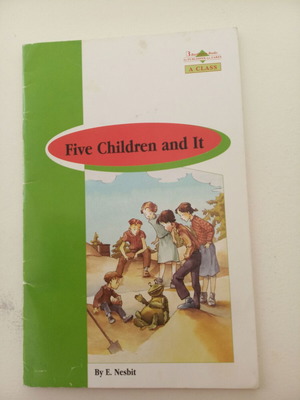 A CLASS
Five Children and It
By E. Nesbit